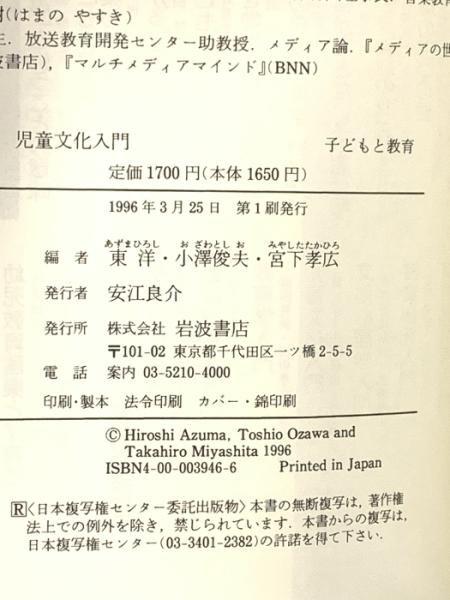 樹(はまの やすき)
生. 放送教育開発センター助教授. メディア論.『メディアの世
波書店),『マルチメディアマインド』(BNN)
児童文化入門 子どもと教育
定価1700円(本体1650円)
1996年3月25日 第1刷発行
あずまひろし お ざわとし お みやしたたかひろ
編 者 東 洋・小澤俊夫・宮下孝広
発行者 安江良介
発行所 株式会社 岩波書店
〒101-02 東京都千代田区一ツ橋2-5-5
電 話 案内 03-5210-4000
印刷・製本 法令印刷 カバー・錦印刷
© Hiroshi Azuma, Toshio Ozawa and
Takahiro Miyashita 1996
ISBN4-00-003946-6 Printed in Japan
R〈日本複写権センター委託出版物〉本書の無断複写は, 著作権
法上での例外を除き, 禁じられています. 本書からの複写は,
日本複写権センター(03-3401-2382)の許諾を得て下さい.